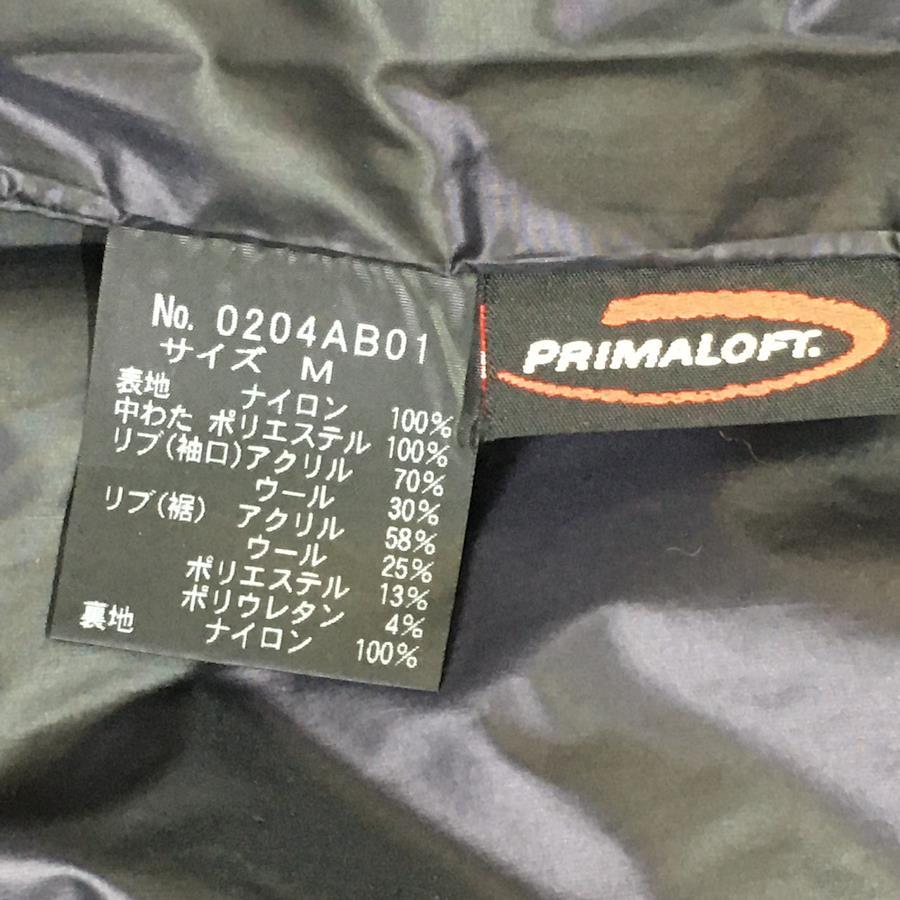 No. 0204AB01
サイズ M
表地 ナイロン 100%
中わた ポリエステル 100%
リブ(袖口)アクリル 70%
ウール 30%
リブ(裾) アクリル 58%
ウール 25%
ポリエステル 13%
ポリウレタン 4%
裏地 ナイロン 100%
PRIMALOFT.